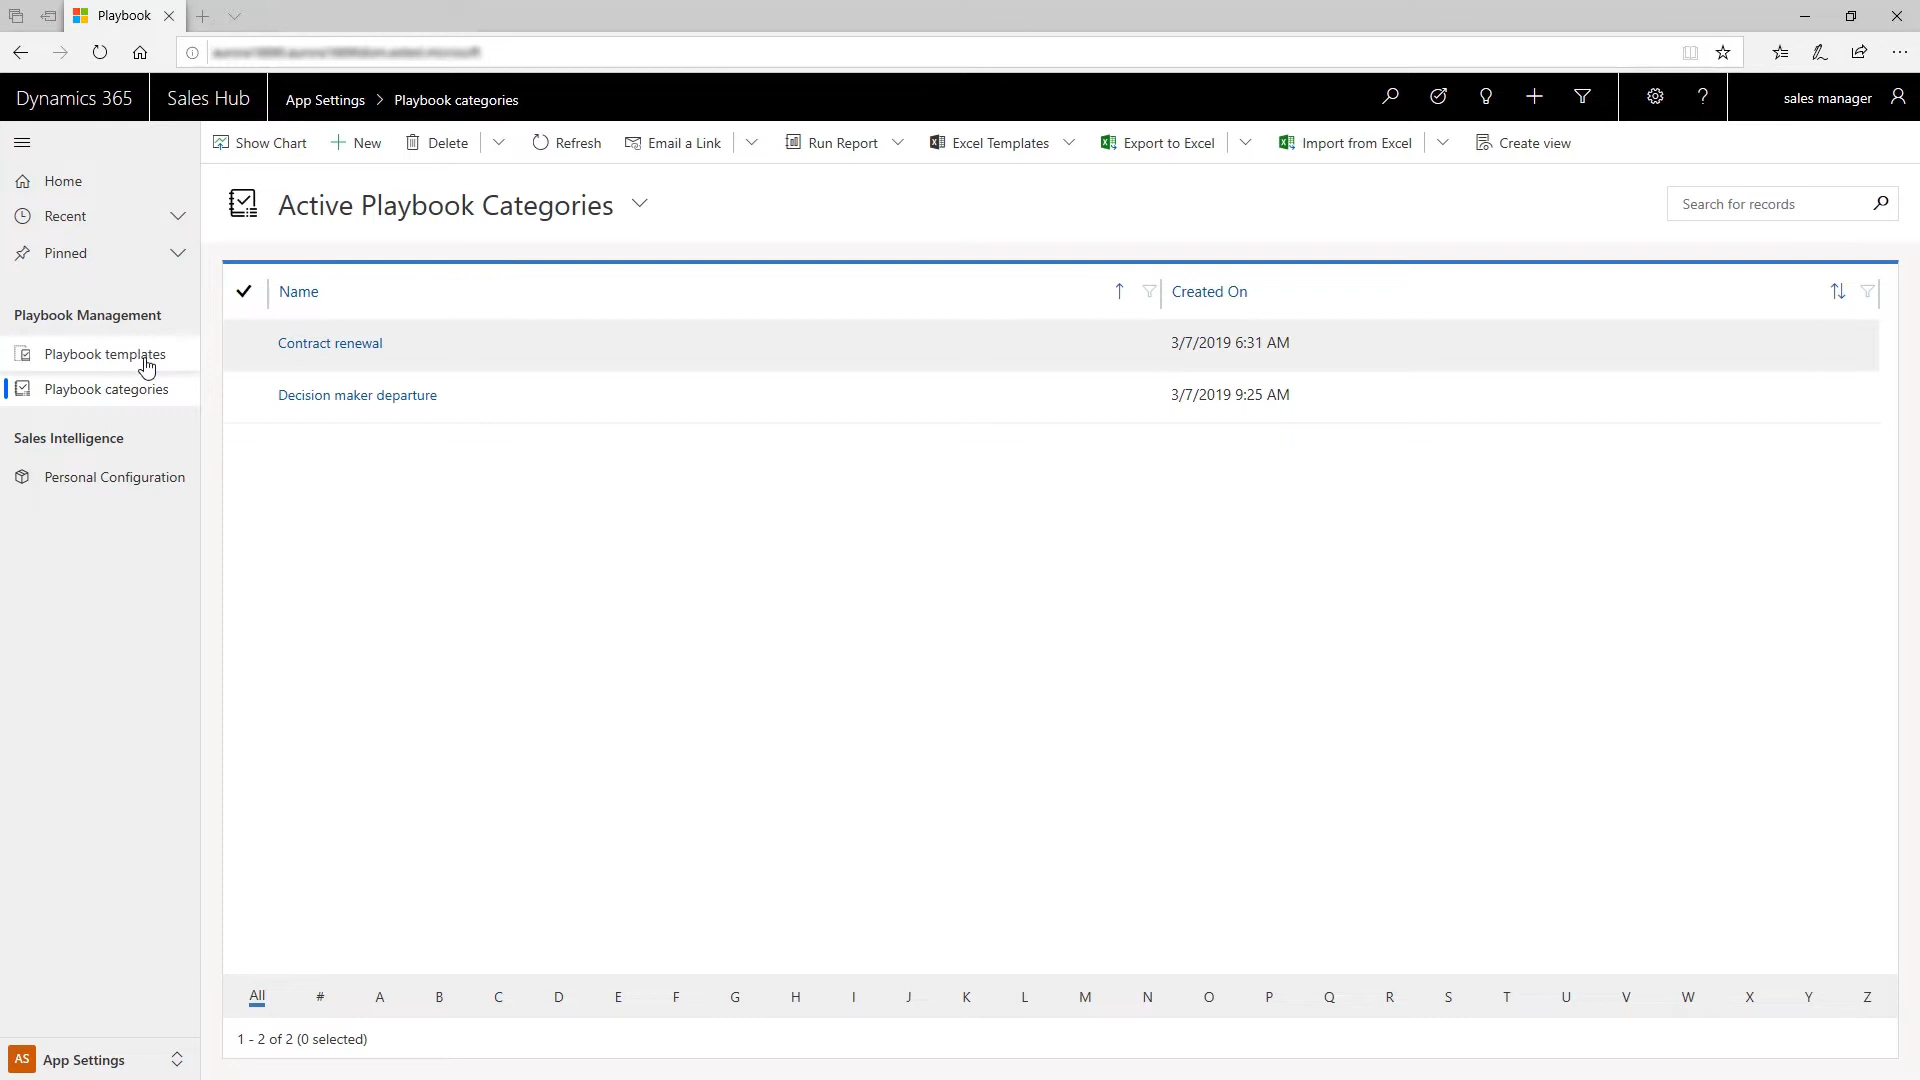 Playbook
Dynamics 365
Sales Hub
App Settings > Playbook categories
sales manager
Show Chart
New
Delete
Refresh
Email a Link
Run Report
Excel Templates
Export to Excel
Import from Excel
Create view
Home
Recent
Pinned
Playbook Management
Playbook templates
Playbook categories
Sales Intelligence
Personal Configuration
Active Playbook Categories
Search for records
Name
Created On
Contract renewal
3/7/2019 6:31 AM
Decision maker departure
3/7/2019 9:25 AM
All # A B C D E F G H I J K L M N O P Q R S T U V W X Y Z
1 - 2 of 2 (0 selected)
AS App Settings